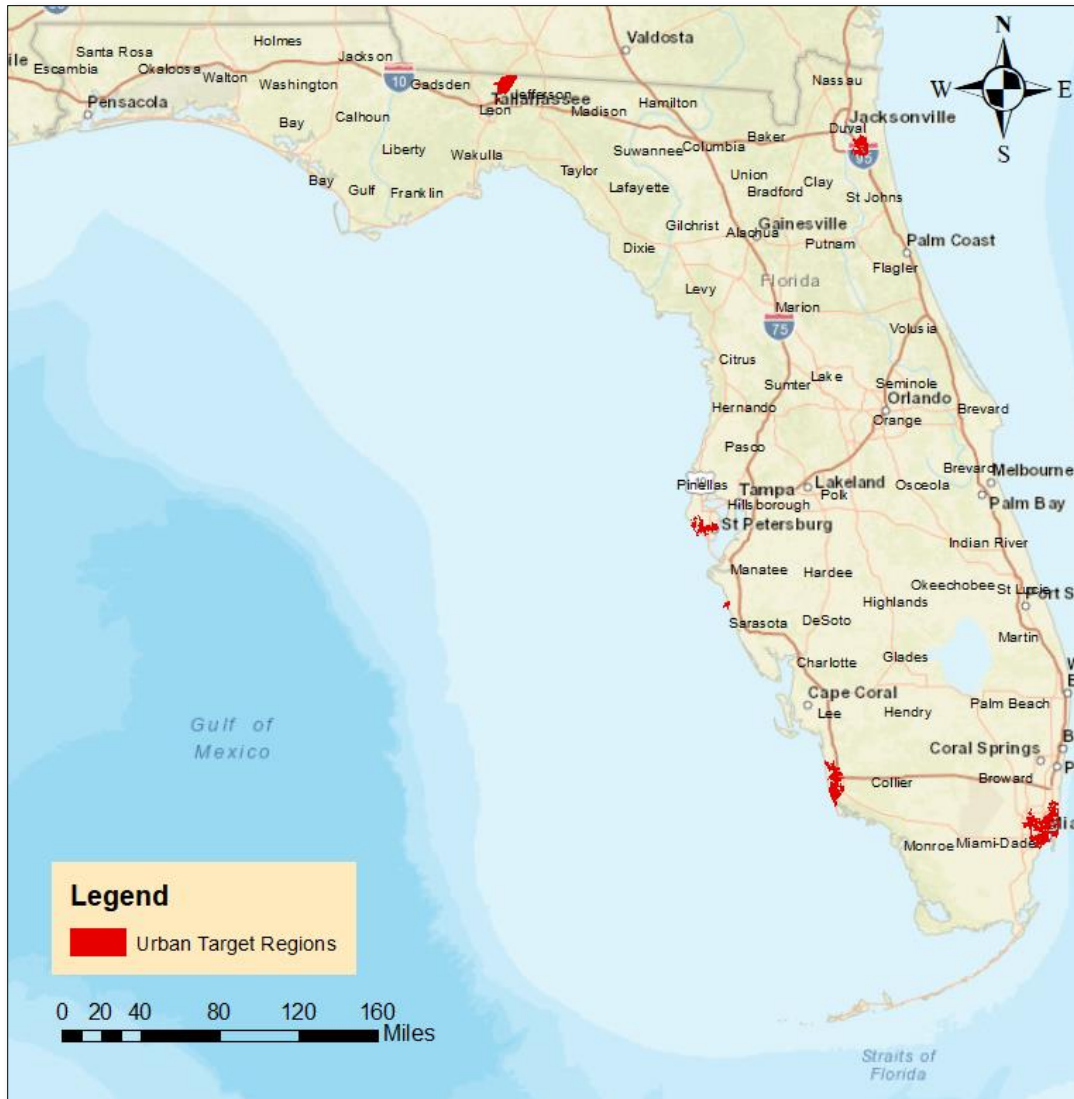 N
W
E
S
Valdosta
Holmes
Santa Rosa
Jackson
ile
Escambia
Okaloosa
Walton
Washington
10
Gadsden
Jefferson
Tallahassee
Leon
Madison
Hamilton
Nassau
Pensacola
Calhoun
Bay
Liberty
Wakulla
Taylor
Suwannee
Columbia
Baker
Duval
Jacksonville
95
Bay
Gulf
Franklin
Lafayette
Union
Bradford
Clay
St Johns
Gilchrist
Alachua
Gainesville
Putnam
Palm Coast
Dixie
Flagler
Levy
Florida
Marion
75
Volusia
Citrus
Sumter
Lake
Seminole
Orlando
Hernando
Orange
Brevard
Pasco
Pinellas
Tampa
Lakeland
Polk
Osceola
Brevard
Melbourne
Hillsborough
Palm Bay
St Petersburg
Indian River
Manatee
Hardee
Okeechobee
St Lucie
Port S
Highlands
Sarasota
DeSoto
Martin
Charlotte
Glades
W
Cape Coral
Lee
Hendry
Palm Beach
Gulf of
Mexico
Coral Springs
B
P
Collier
Broward
Monroe
Miami-Dade
Mia
Legend
Urban Target Regions
0 20 40 80 120 160
Miles
Straits of
Florida